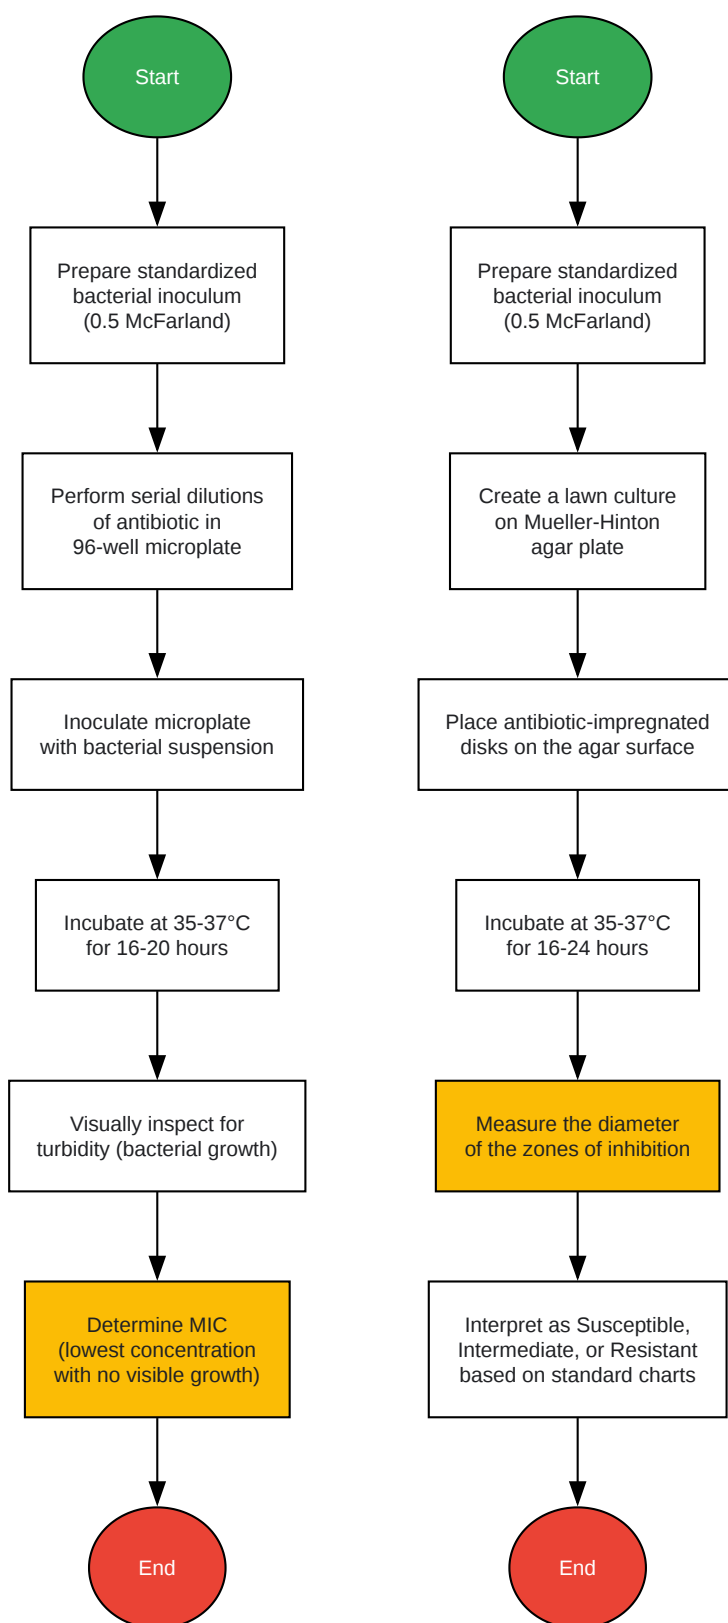 Start
Prepare standardized
bacterial inoculum
(0.5 McFarland)
Perform serial dilutions
of antibiotic in
96-well microplate
Inoculate microplate
with bacterial suspension
Incubate at 35-37°C
for 16-20 hours
Visually inspect for
turbidity (bacterial growth)
Determine MIC
(lowest concentration
with no visible growth)
End
Start
Prepare standardized
bacterial inoculum
(0.5 McFarland)
Create a lawn culture
on Mueller-Hinton
agar plate
Place antibiotic-impregnated
disks on the agar surface
Incubate at 35-37°C
for 16-24 hours
Measure the diameter
of the zones of inhibition
Interpret as Susceptible,
Intermediate, or Resistant
based on standard charts
End